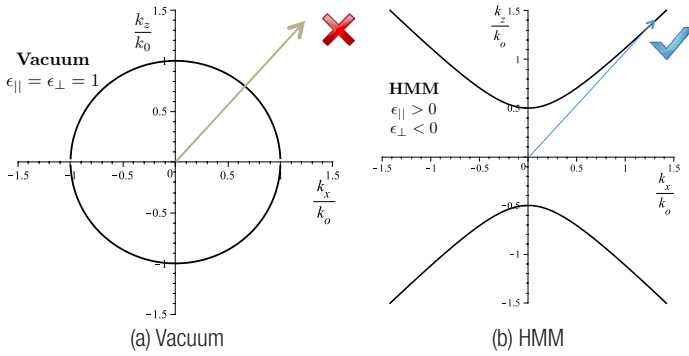 1.5
k_z
k_0
Vacuum
ϵ_{||} = ϵ_⊥ = 1
1
0.5
−1.5
−1
−0.5
0
0.5
1
1.5
k_x
k_o
−0.5
−1
−1.5
(a) Vacuum
1.5
k_z
k_o
1
HMM
ϵ_{||} > 0
ϵ_⊥ < 0
0.5
−1.5
−1
−0.5
0
0.5
1
1.5
k_x
k_o
−0.5
−1
−1.5
(b) HMM